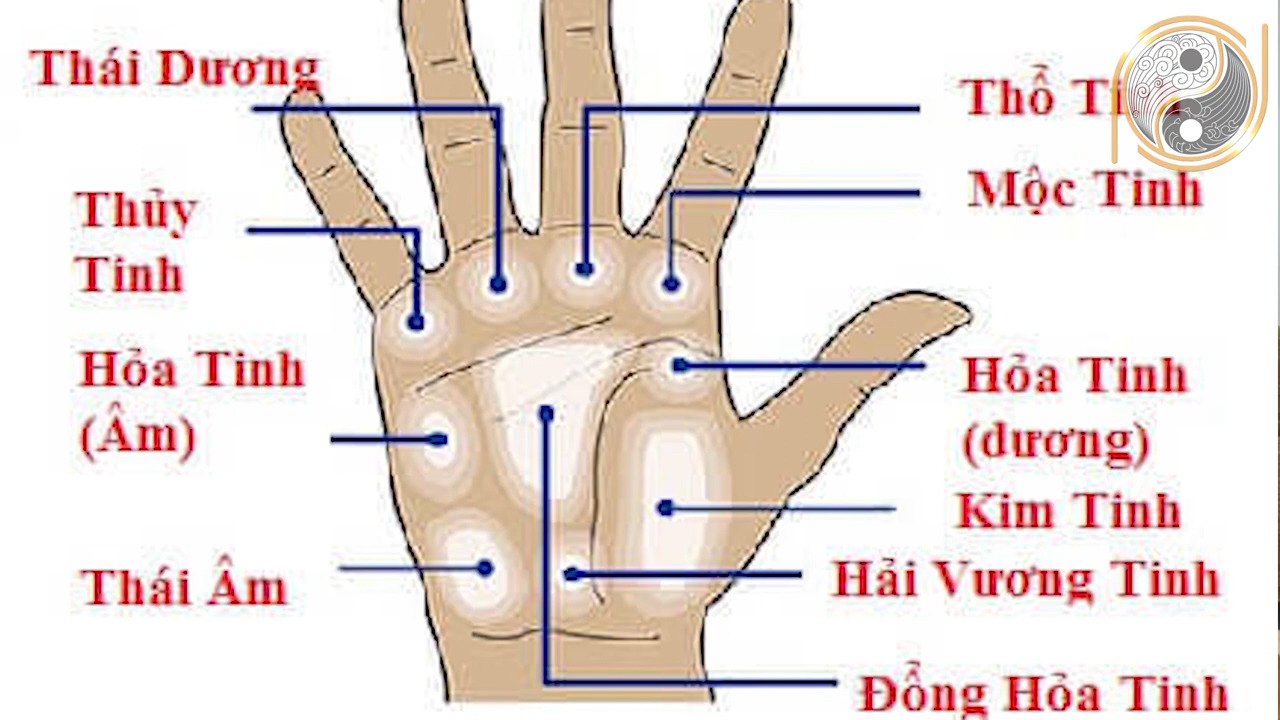 Thái Dương
Thủy
Tinh
Hỏa Tinh
(Âm)
Thái Âm
Thổ
Mộc Tinh
Hỏa Tinh
(dương)
Kim Tinh
Hải Vương Tinh
Đồng Hỏa Tinh